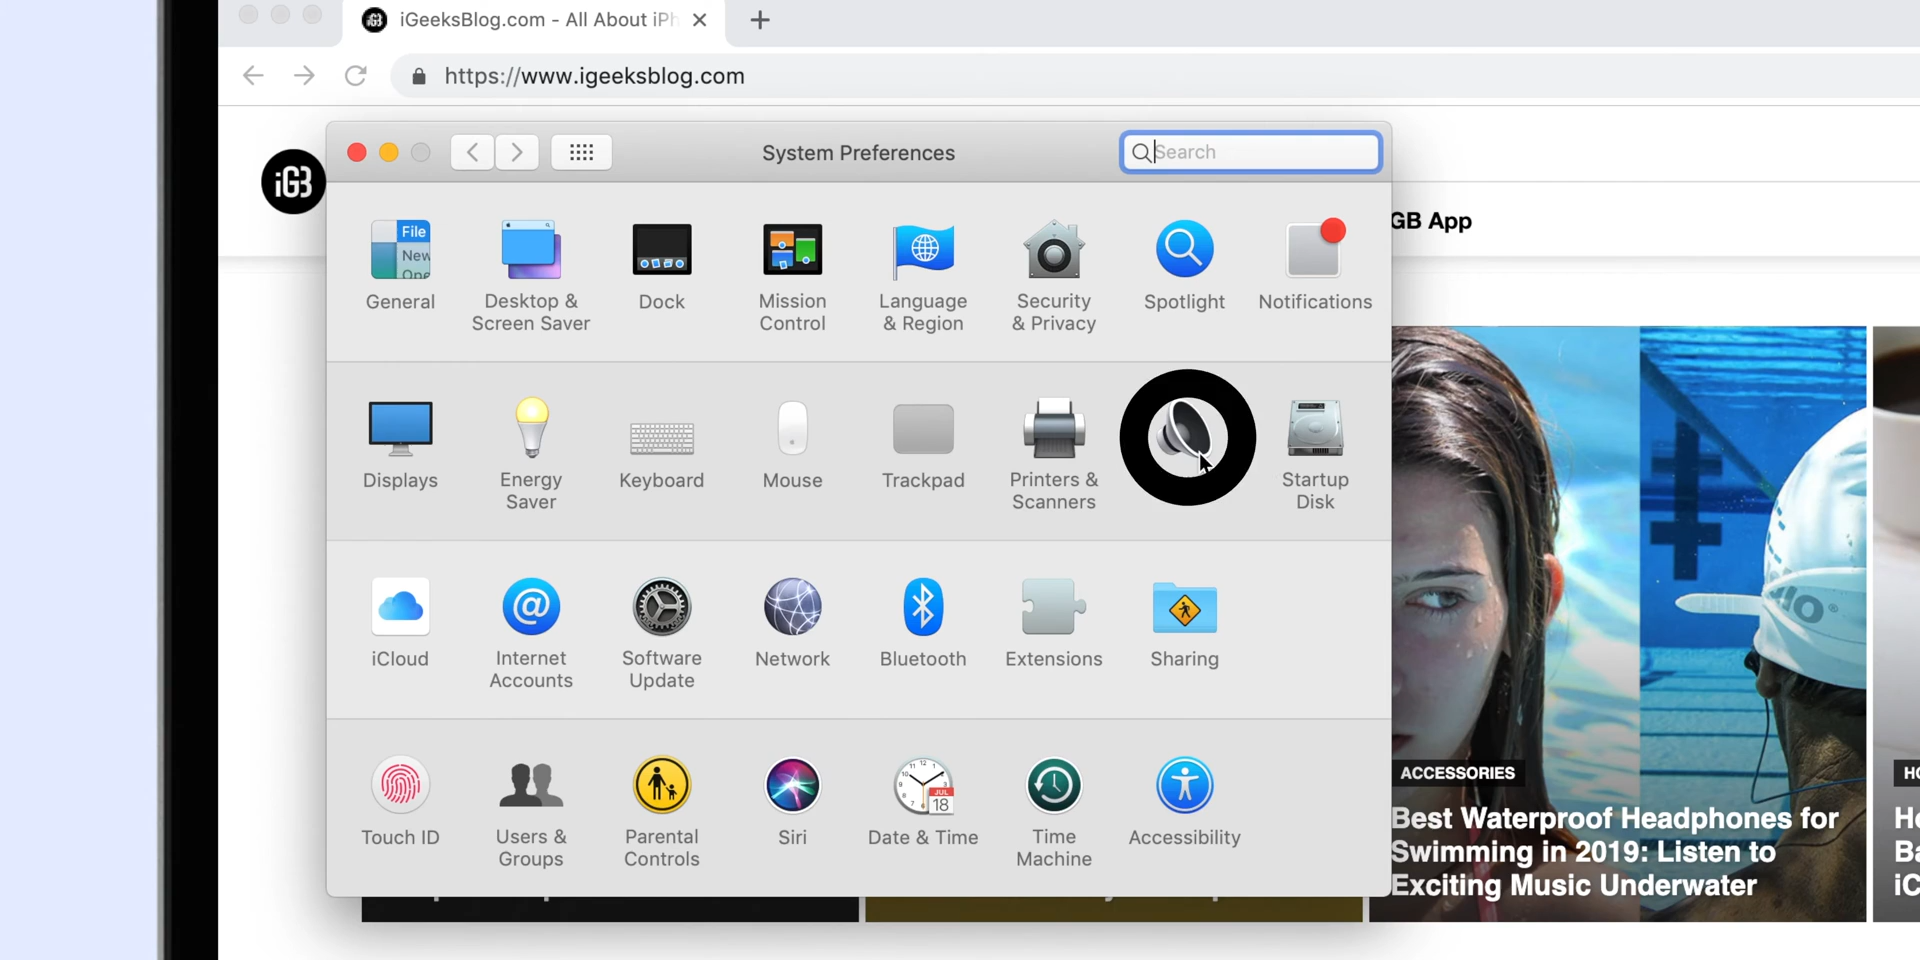 iGeeksBlog.com - All About iPh
https://www.igeeksblog.com
iGB
System Preferences
Search
GB App
File
New
Ope
General
Desktop &
Screen Saver
Dock
Mission
Control
Language
& Region
Security
& Privacy
Spotlight
Notifications
Displays
Energy
Saver
Keyboard
Mouse
Trackpad
Printers &
Scanners
Startup
Disk
iCloud
Internet
Accounts
Software
Update
Network
Bluetooth
Extensions
Sharing
JUL
18
Touch ID
Users &
Groups
Parental
Controls
Siri
Date & Time
Time
Machine
Accessibility
ACCESSORIES
Best Waterproof Headphones for
Swimming in 2019: Listen to
Exciting Music Underwater